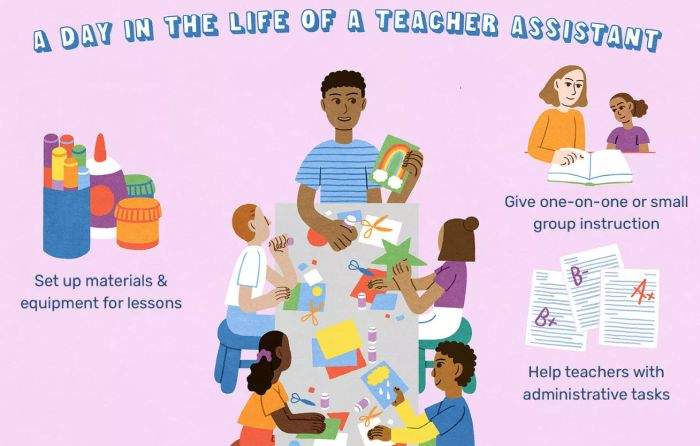 A DAY IN THE LIFE OF A TEACHER ASSISTANT
Set up materials &
equipment for lessons
Give one-on-one or small
group instruction
B+
B-
A+
Help teachers with
administrative tasks